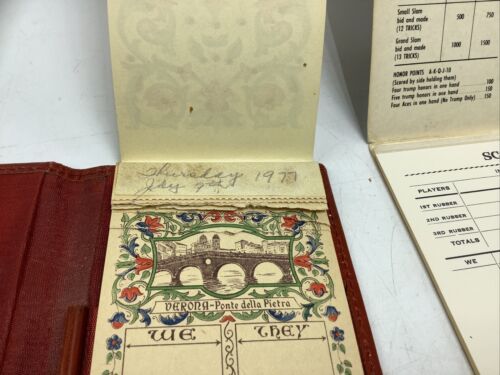 Small Slam
bid and made 500 750
(12 TRICKS)
Grand Slam
bid and made 1000 1500
(13 TRICKS)
HONOR POINTS A-K-Q-J-10
(Scored by side holding them)
Four trump honors in one hand 100
Five trump honors in one hand 150
Four Aces in one hand (No Trump Only) 150
Thursday 1977
VERONA-Ponte della Pietra
WE THEY
SC
PLAYERS
1ST RUBBER
2ND RUBBER
3RD RUBBER
TOTALS
WE